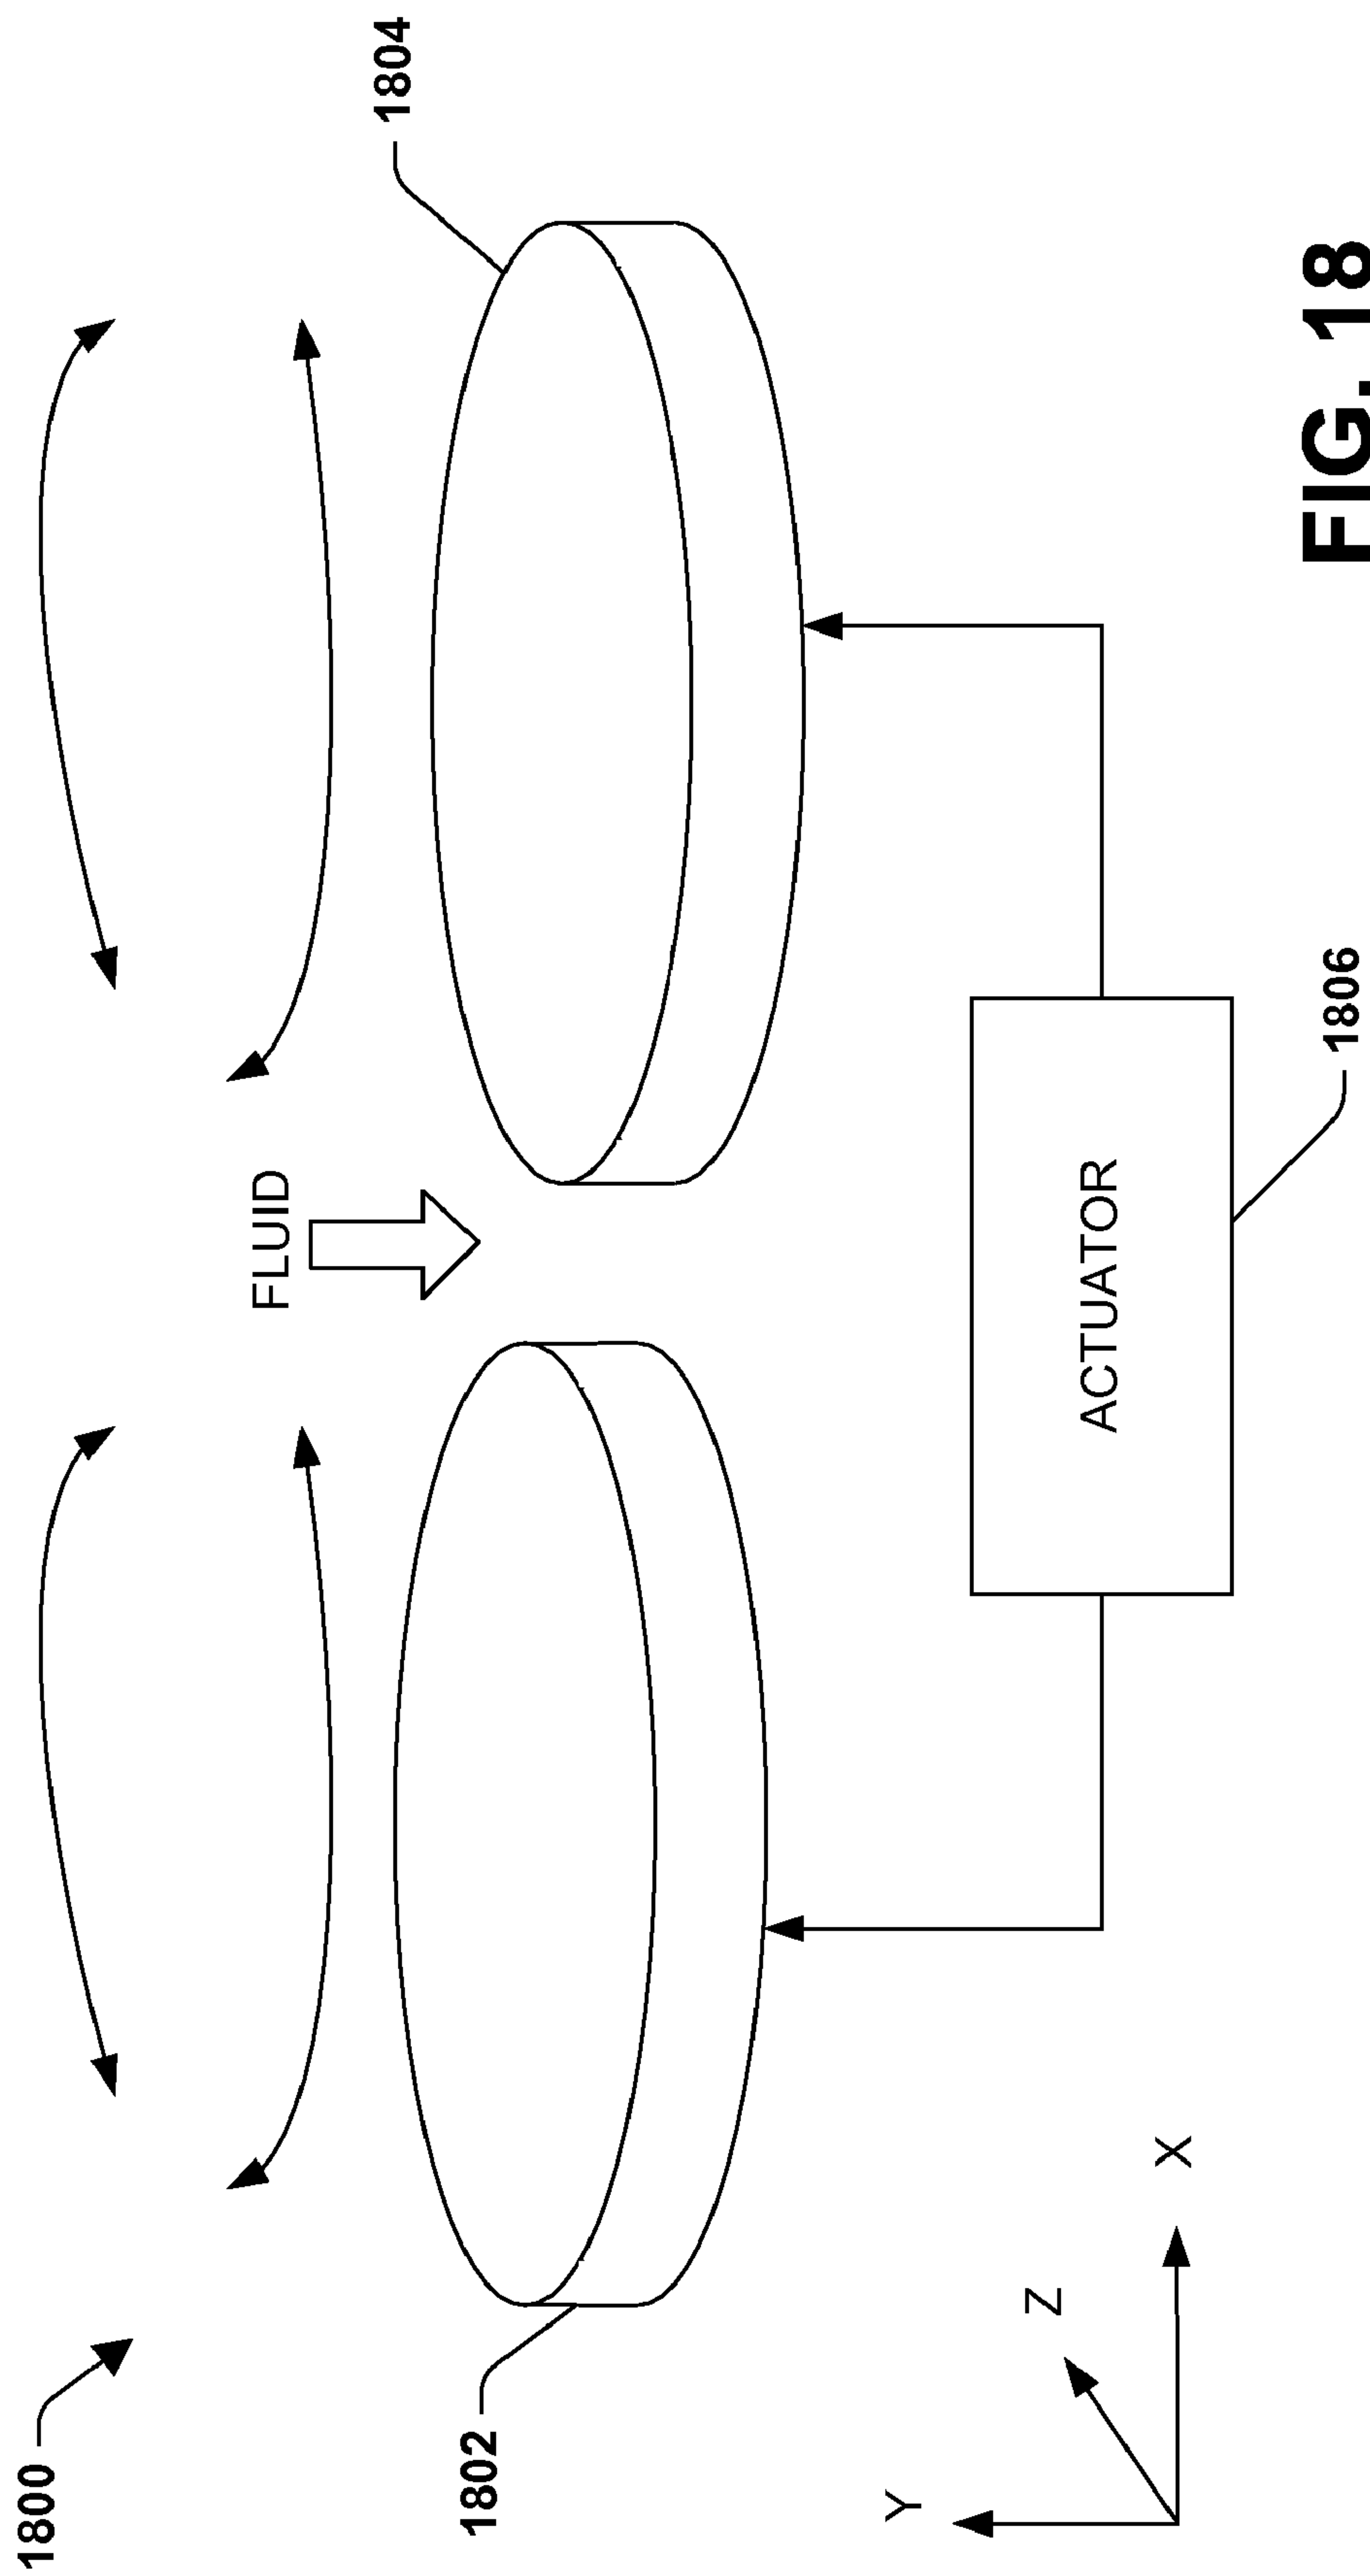 1800
1804
FLUID
1802
ACTUATOR
1806
Y
Z
X
FIG. 18